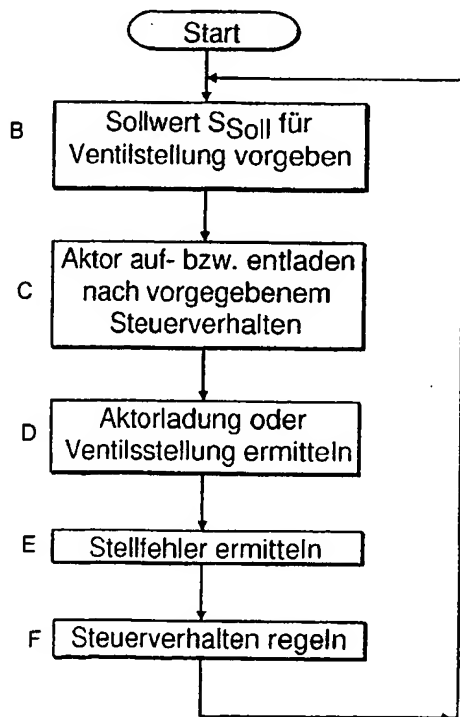 Start
B
Sollwert SSoll für
Ventilstellung vorgeben
C
Aktor auf- bzw. entladen
nach vorgegebenem
Steuerverhalten
D
Aktorladung oder
Ventilsstellung ermitteln
E
Stellfehler ermitteln
F
Steuerverhalten regeln